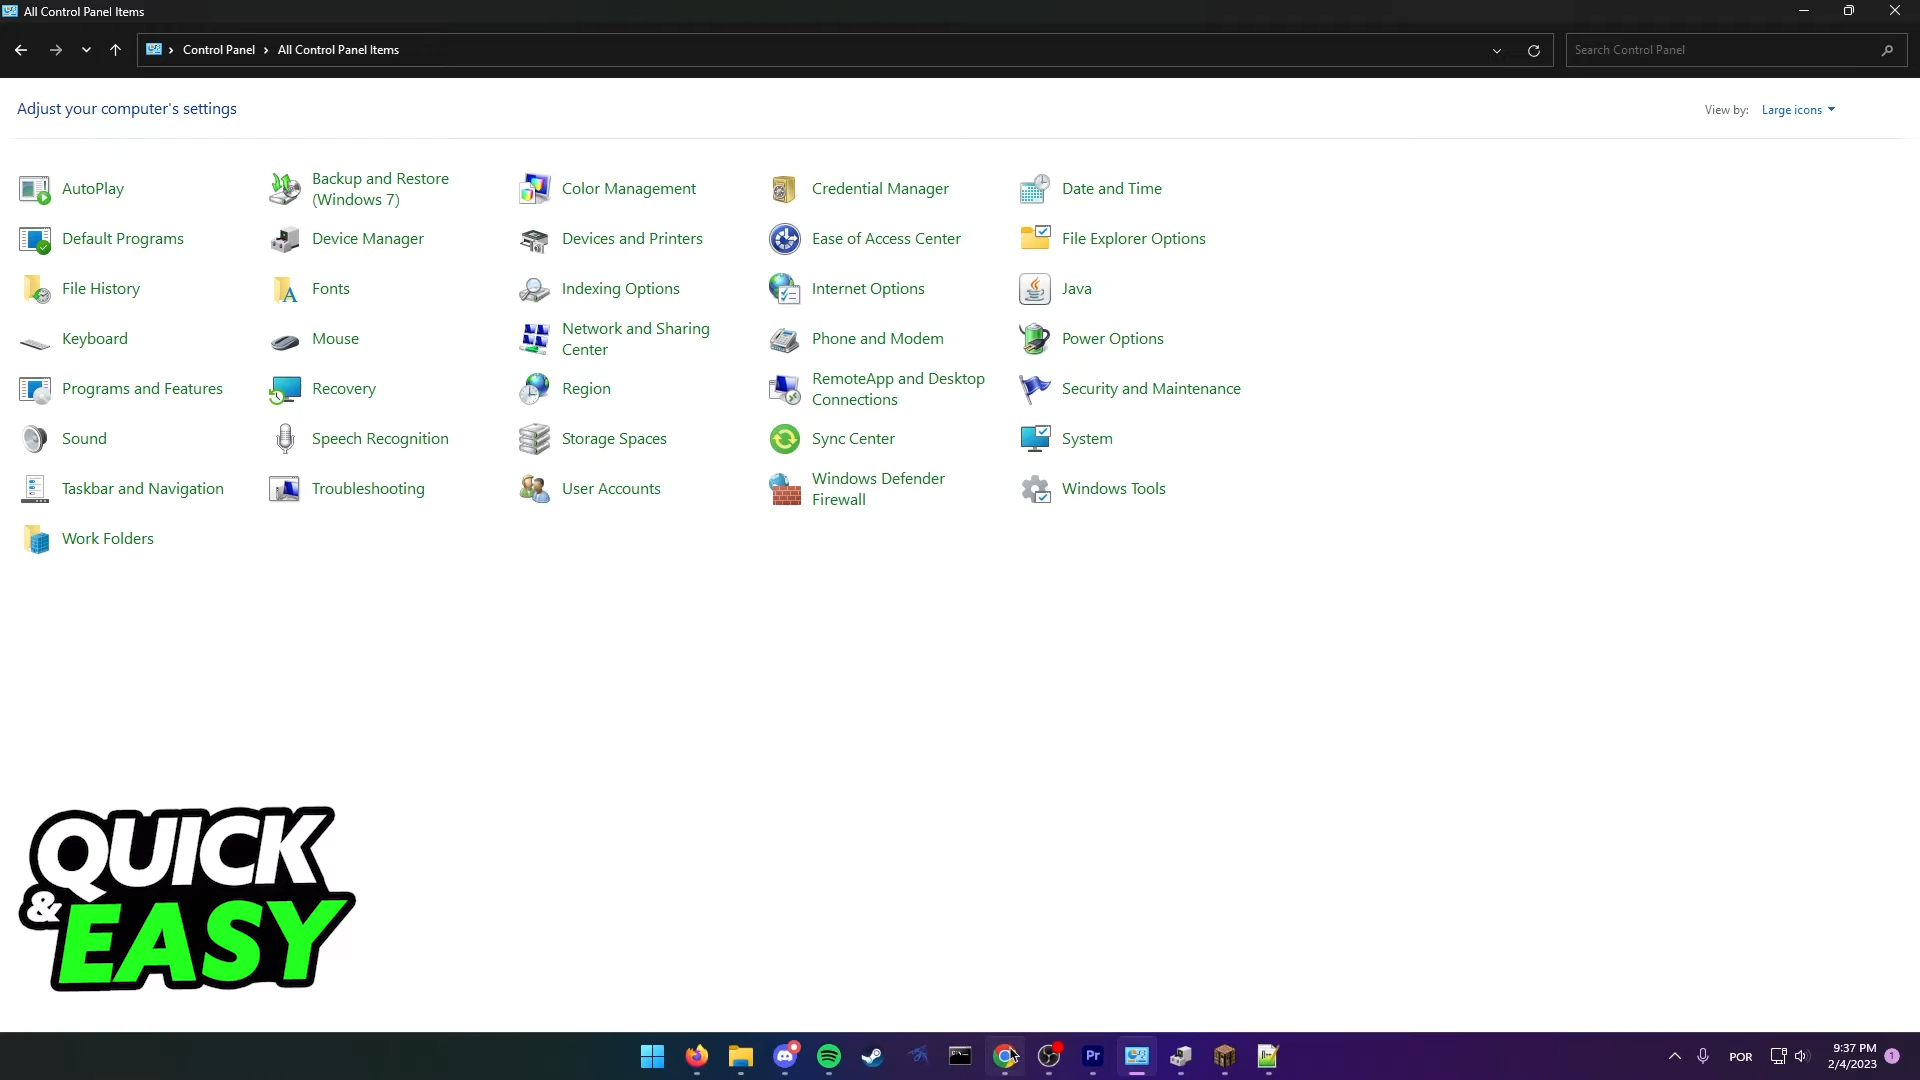 All Control Panel Items
Control Panel > All Control Panel Items
Search Control Panel
Adjust your computer's settings
View by: Large icons
AutoPlay
Backup and Restore
(Windows 7)
Color Management
Credential Manager
Date and Time
Default Programs
Device Manager
Devices and Printers
Ease of Access Center
File Explorer Options
File History
Fonts
Indexing Options
Internet Options
Java
Keyboard
Mouse
Network and Sharing
Center
Phone and Modem
Power Options
Programs and Features
Recovery
Region
RemoteApp and Desktop
Connections
Security and Maintenance
Sound
Speech Recognition
Storage Spaces
Sync Center
System
Taskbar and Navigation
Troubleshooting
User Accounts
Windows Defender
Firewall
Windows Tools
Work Folders
QUICK
& EASY
Pr
POR
9:37 PM
2/4/2023
1